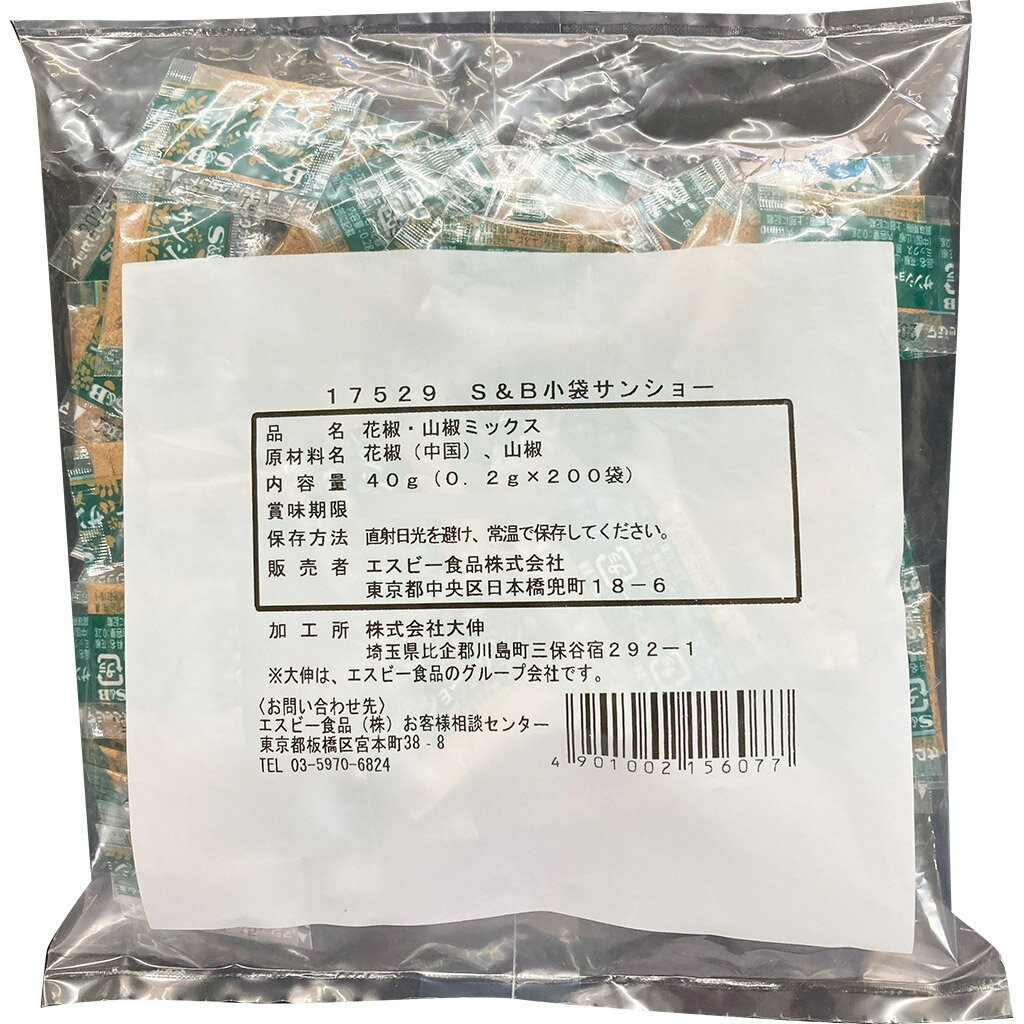 17529 S&B小袋サンショー
品名 花椒・山椒ミックス
原材料名 花椒（中国）、山椒
内容量 40g（0.2g×200袋）
賞味期限
保存方法 直射日光を避け、常温で保存してください。
販売者 エスビー食品株式会社
東京都中央区日本橋兜町18－6
加工所 株式会社大伸
埼玉県比企郡川島町三保谷宿292－1
※大伸は、エスビー食品のグループ会社です。
〈お問い合わせ先〉
エスビー食品（株）お客様相談センター
東京都板橋区宮本町38-8
TEL 03-5970-6824
4901002156077
S&B
S&B
サンショー
S&B
S&B